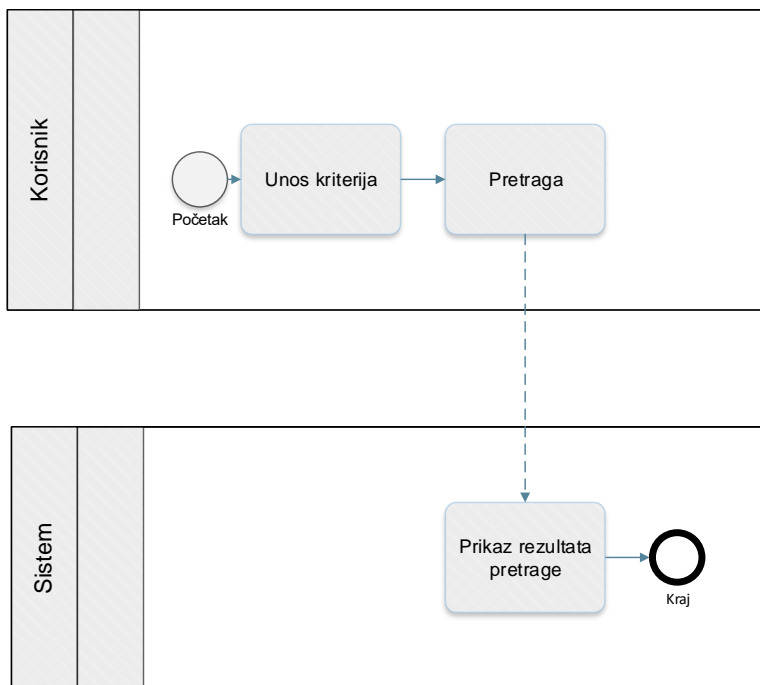 Korisnik
Početak
Unos kriterija
Pretraga
Sistem
Prikaz rezultata
pretrage
Kraj